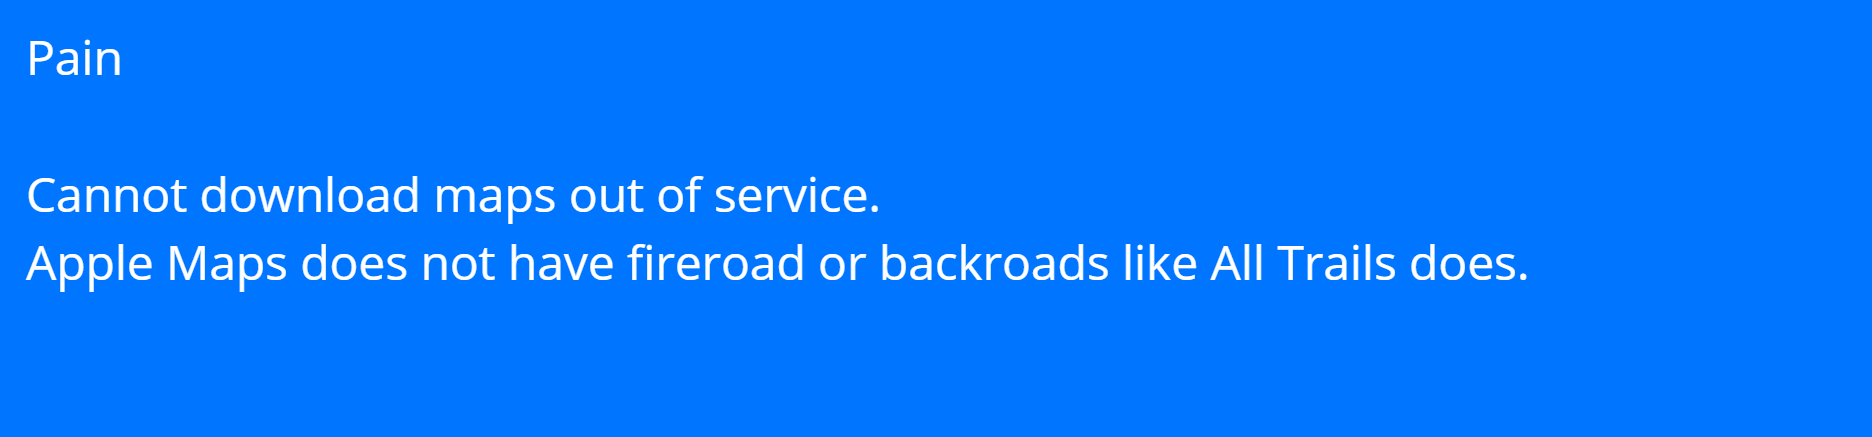 Pain
Cannot download maps out of service.
Apple Maps does not have fireroad or backroads like All Trails does.